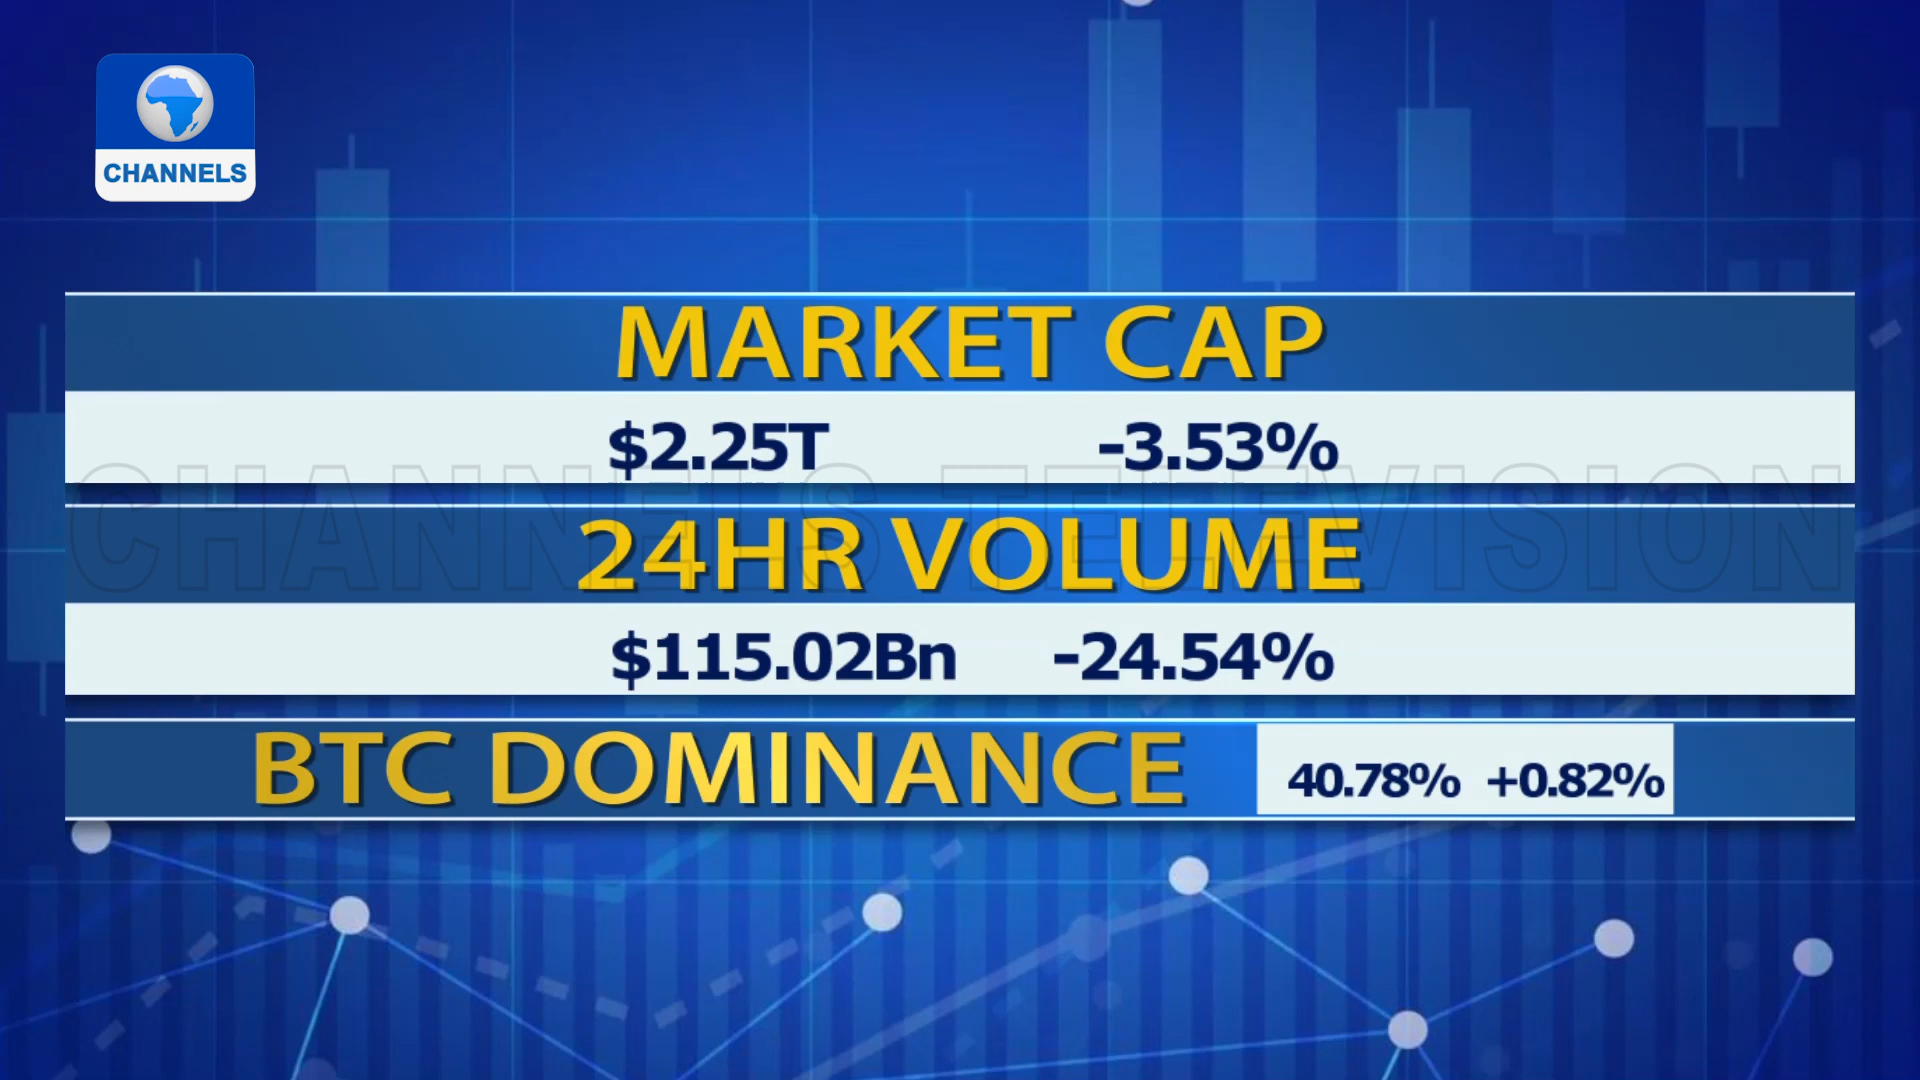 CHANNELS
MARKET CAP
$2.25T -3.53%
CHANNELS TELEVISION
24HR VOLUME
$115.02Bn -24.54%
BTC DOMINANCE 40.78% +0.82%